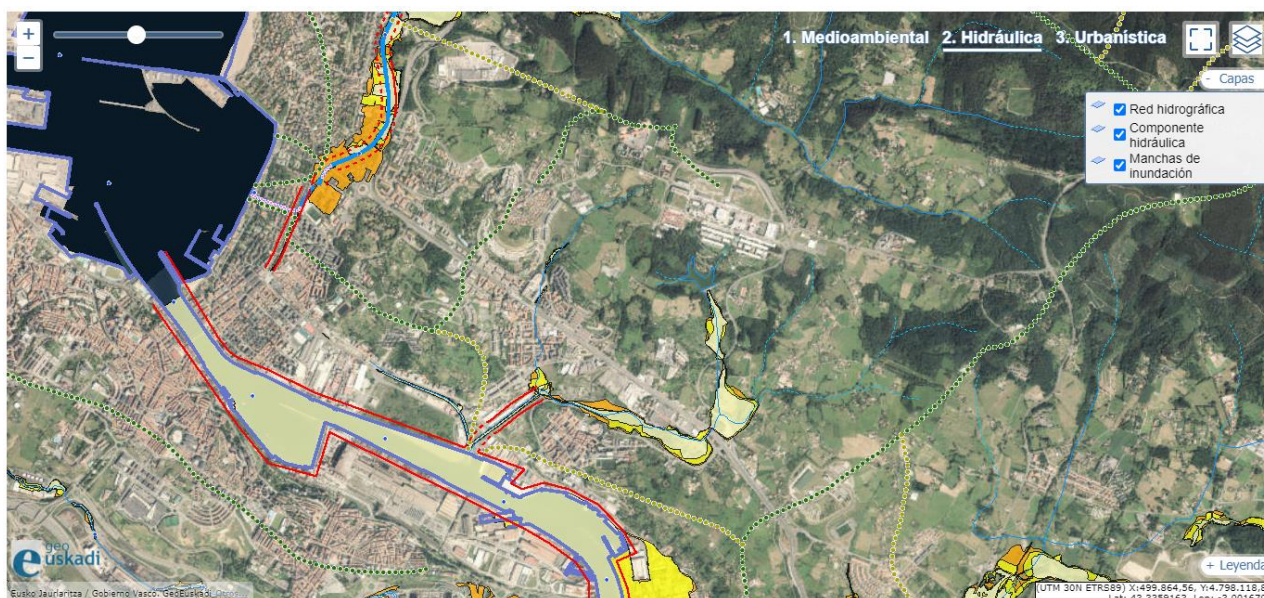 +
−
1. Medioambiental 2. Hidráulica 3. Urbanística
- Capas
Red hidrográfica
Componente
hidráulica
Manchas de
inundación
geo
euskadi
+ Leyenda
Eusko Jaurlaritza / Gobierno Vasco. GeoEuskadi Otros
(UTM 30N ETRS89) X:499.864,56, Y:4.798.118,8